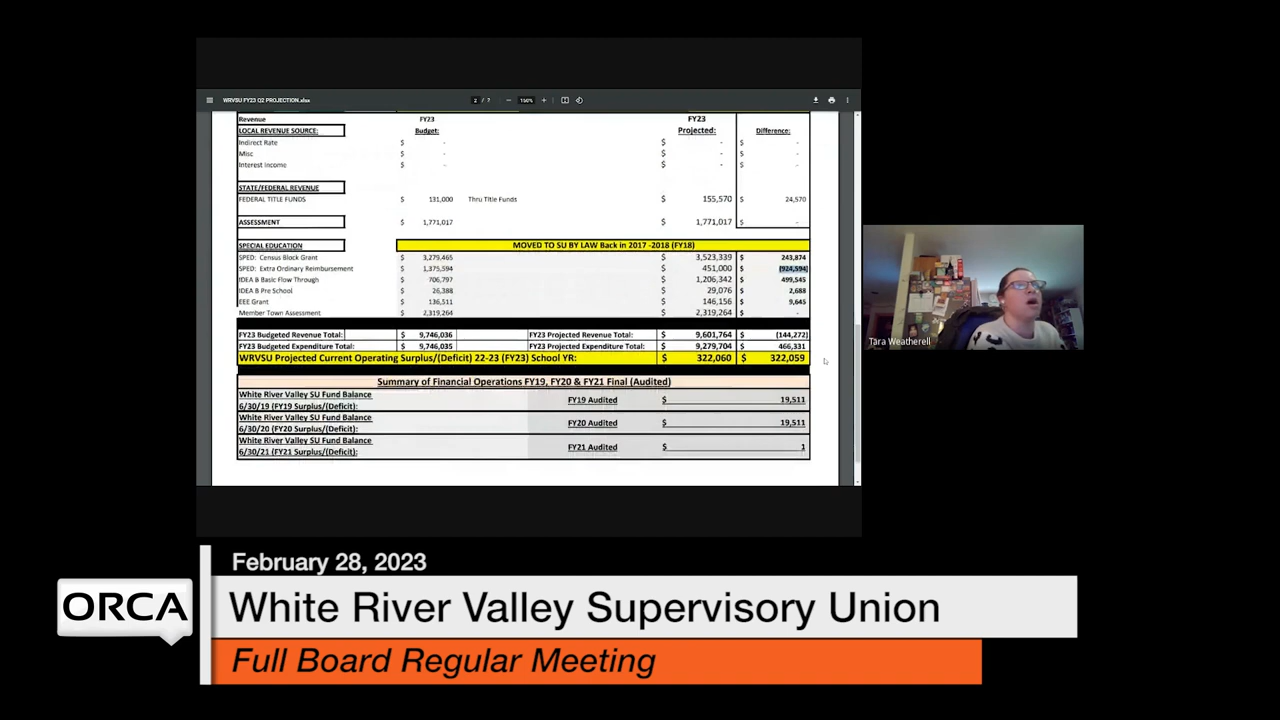 WRVSU FY23 Q2 PROJECTION.xlsx 2 / 7 — 150% +
Revenue FY23 FY23
LOCAL REVENUE SOURCE: Budget: Projected: Difference:
Indirect Rate $ - $ - $ -
Misc $ - $ - $ -
Interest Income $ - $ - $ -
STATE/FEDERAL REVENUE
FEDERAL TITLE FUNDS $ 131,000 Thru Title Funds $ 155,570 $ 24,570
ASSESSMENT $ 1,771,017 $ 1,771,017 $ -
SPECIAL EDUCATION MOVED TO SU BY LAW Back in 2017 -2018 (FY18)
SPED: Census Block Grant $ 3,279,465 $ 3,523,339 $ 243,874
SPED: Extra Ordinary Reimbursement $ 1,375,594 $ 451,000 $ (924,594)
IDEA B Basic Flow Through $ 706,797 $ 1,206,342 $ 499,545
IDEA B Pre School $ 26,388 $ 29,076 $ 2,688
EEE Grant $ 136,511 $ 146,156 $ 9,645
Member Town Assessment $ 2,319,264 $ 2,319,264 $ -
FY23 Budgeted Revenue Total: $ 9,746,036 FY23 Projected Revenue Total: $ 9,601,764 $ (144,272)
FY23 Budgeted Expenditure Total: $ 9,746,035 FY23 Projected Expenditure Total: $ 9,279,704 $ 466,331
WRVSU Projected Current Operating Surplus/(Deficit) 22-23 (FY23) School YR: $ 322,060 $ 322,059
Summary of Financial Operations FY19, FY20 & FY21 Final (Audited)
White River Valley SU Fund Balance
6/30/19 (FY19 Surplus/(Deficit): FY19 Audited $ 19,511
White River Valley SU Fund Balance
6/30/20 (FY20 Surplus/(Deficit): FY20 Audited $ 19,511
White River Valley SU Fund Balance
6/30/21 (FY21 Surplus/(Deficit): FY21 Audited $ 1
Tara Weatherell
February 28, 2023
ORCA
White River Valley Supervisory Union
Full Board Regular Meeting